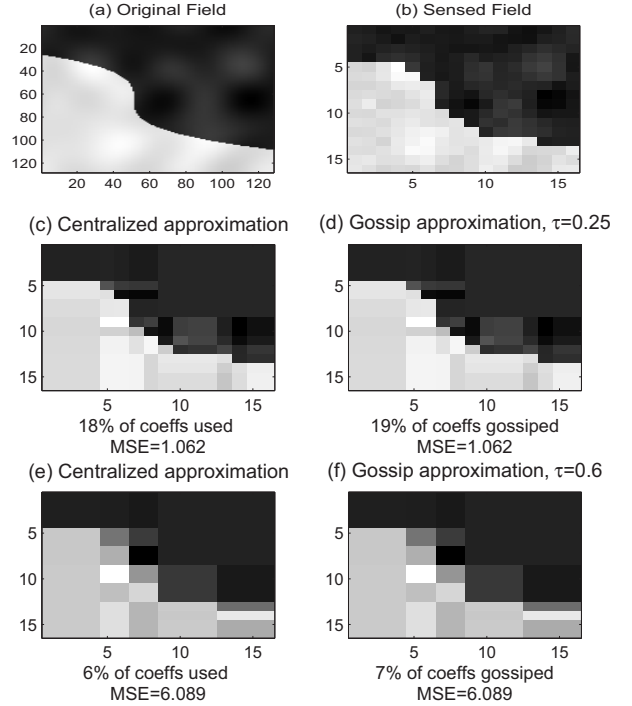 (a) Original Field
(b) Sensed Field
20
40
60
80
100
120
20 40 60 80 100 120
5
10
15
5 10 15
(c) Centralized approximation
(d) Gossip approximation, τ=0.25
5
10
15
5 10 15
18% of coeffs used
MSE=1.062
5
10
15
5 10 15
19% of coeffs gossiped
MSE=1.062
(e) Centralized approximation
(f) Gossip approximation, τ=0.6
5
10
15
5 10 15
6% of coeffs used
MSE=6.089
5
10
15
5 10 15
7% of coeffs gossiped
MSE=6.089